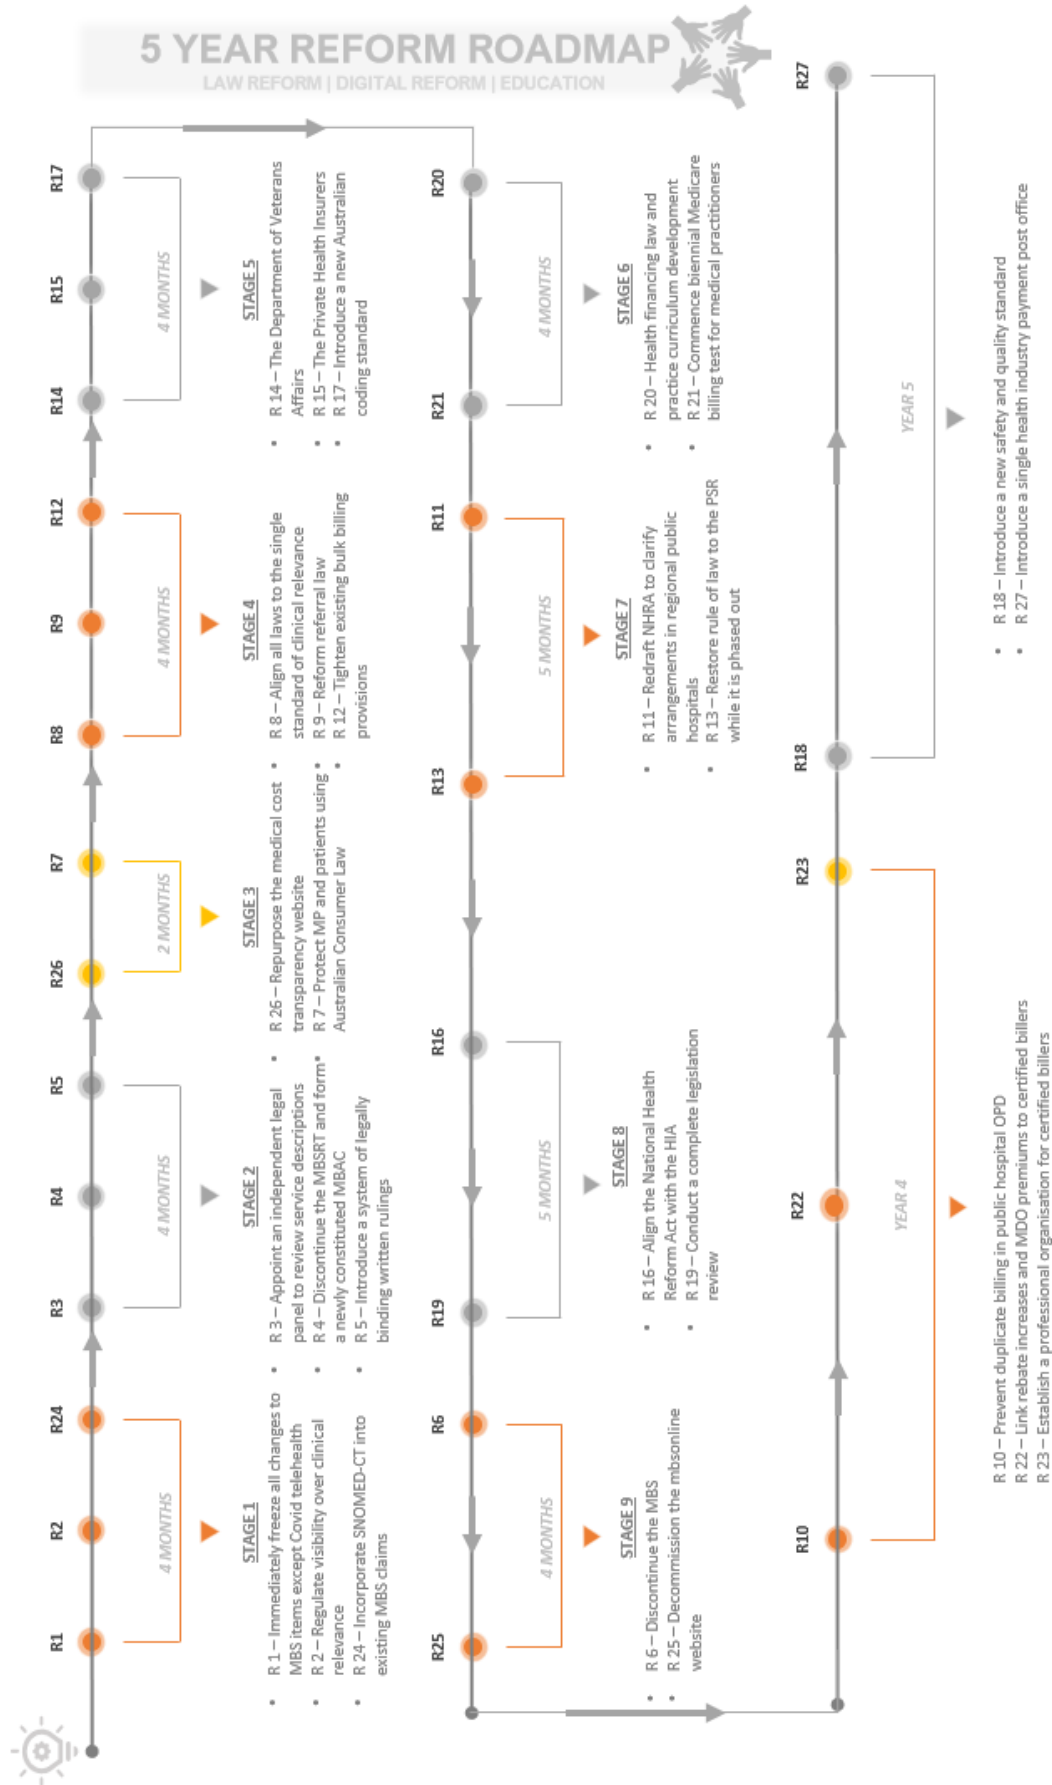 5 YEAR REFORM ROADMAP
LAW REFORM | DIGITAL REFORM | EDUCATION
R1
R2
R24
R3
R4
R5
R26
R7
R8
R9
R12
R14
R15
R17
4 MONTHS
4 MONTHS
2 MONTHS
4 MONTHS
4 MONTHS
STAGE 1
• R 1 – Immediately freeze all changes to
MBS items except Covid telehealth
• R 2 – Regulate visibility over clinical
relevance
• R 24 – Incorporate SNOMED-CT into
existing MBS claims
STAGE 2
• R 3 – Appoint an independent legal
panel to review service descriptions
• R 4 – Discontinue the MBSRT and form
a newly constituted MBAC
• R 5 – Introduce a system of legally
binding written rulings
STAGE 3
• R 26 – Repurpose the medical cost
transparency website
• R 7 – Protect MP and patients using
Australian Consumer Law
STAGE 4
• R 8 – Align all laws to the single
standard of clinical relevance
• R 9 – Reform referral law
• R 12 – Tighten existing bulk billing
provisions
STAGE 5
• R 14 – The Department of Veterans
Affairs
• R 15 – The Private Health Insurers
• R 17 – Introduce a new Australian
coding standard
R25
R6
R19
R16
R13
R11
R21
R20
4 MONTHS
5 MONTHS
5 MONTHS
4 MONTHS
STAGE 9
• R 6 – Discontinue the MBS
• R 25 – Decommission the mbsonline
website
STAGE 8
• R 16 – Align the National Health
Reform Act with the HIA
• R 19 – Conduct a complete legislation
review
STAGE 7
• R 11 – Redraft NHRA to clarify
arrangements in regional public
hospitals
• R 13 – Restore rule of law to the PSR
while it is phased out
STAGE 6
• R 20 – Health financing law and
practice curriculum development
• R 21 – Commence biennial Medicare
billing test for medical practitioners
R10
R22
R23
R18
R27
YEAR 4
YEAR 5
R 10 – Prevent duplicate billing in public hospital OPD
R 22 – Link rebate increases and MDO premiums to certified billers
R 23 – Establish a professional organisation for certified billers
• R 18 – Introduce a new safety and quality standard
• R 27 – Introduce a single health industry payment post office